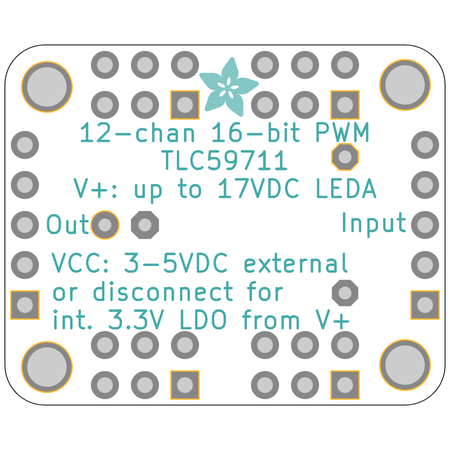 12-chan 16-bit PWM
TLC59711
V+: up to 17VDC LEDA
Out
Input
VCC: 3-5VDC external
or disconnect for
int. 3.3V LDO from V+